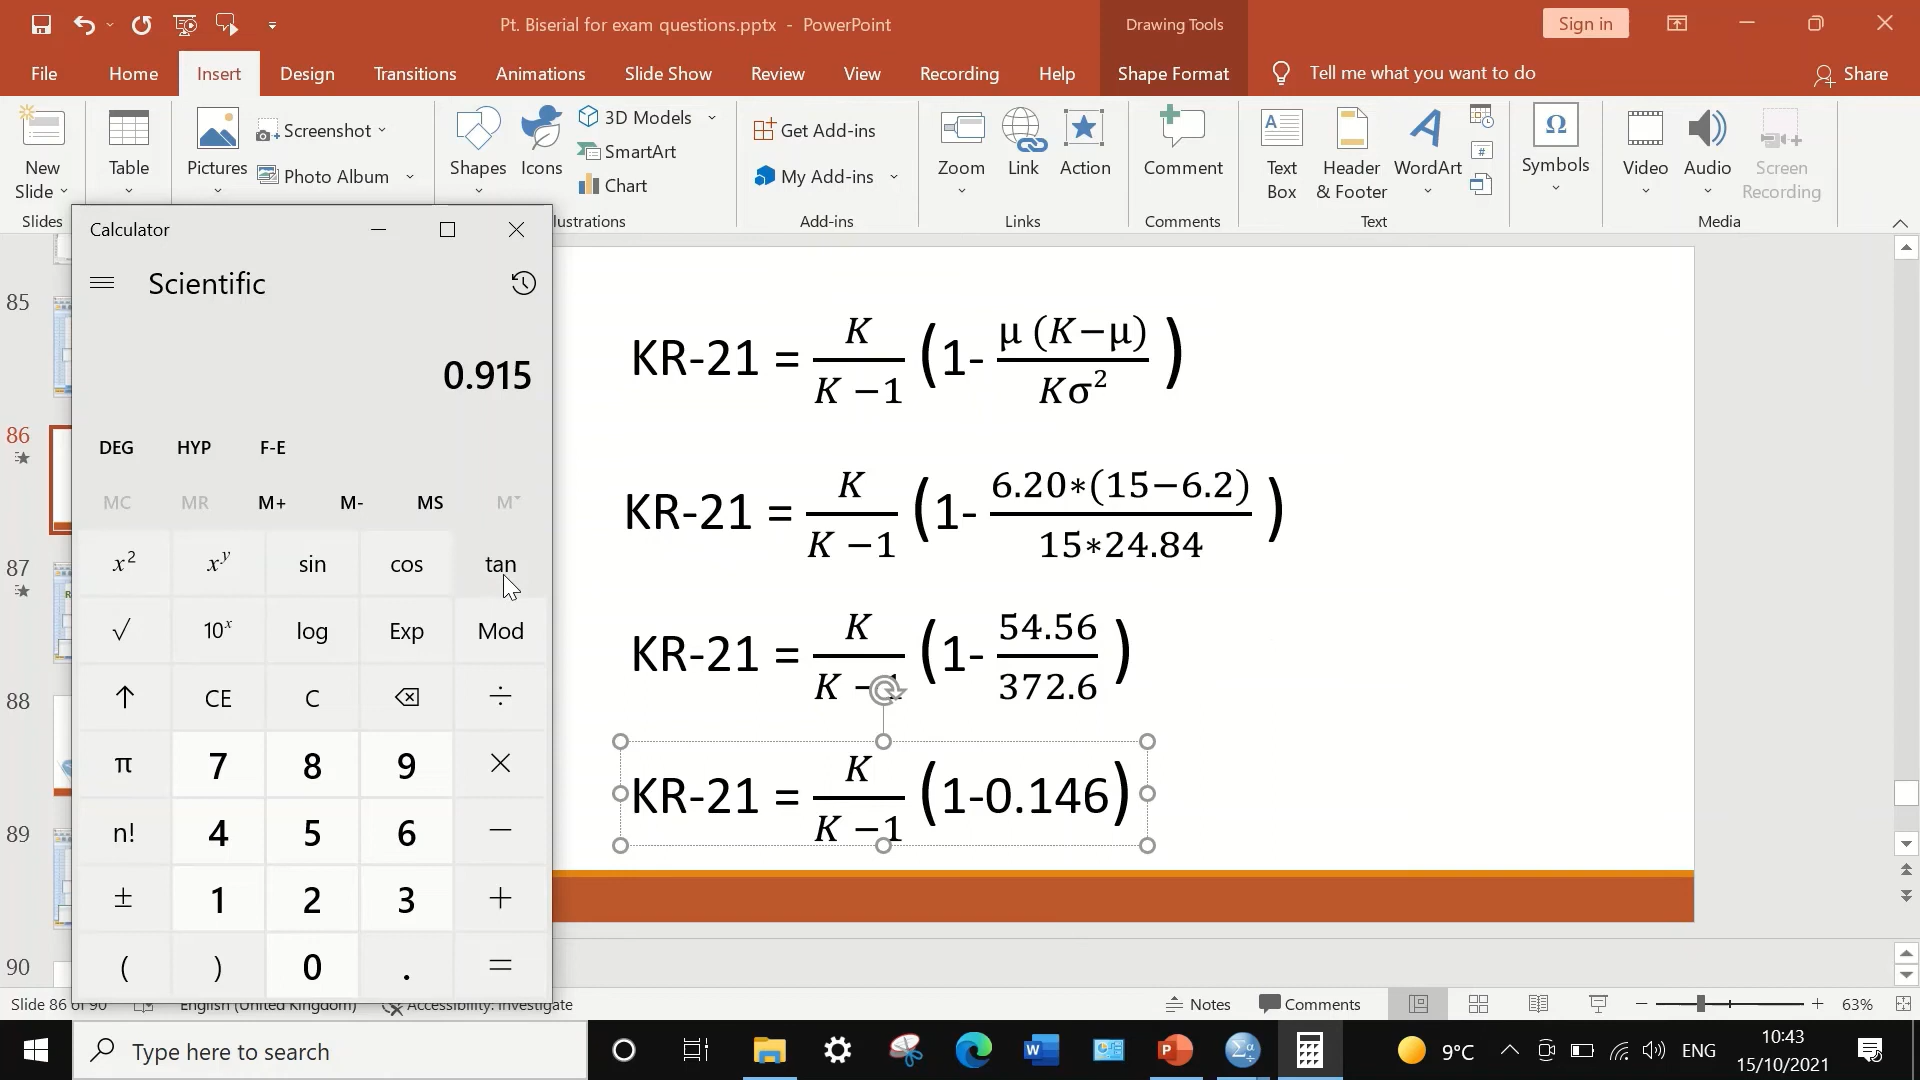 Pt. Biserial for exam questions.pptx - PowerPoint
Drawing Tools
Sign in
File Home Insert Design Transitions Animations Slide Show Review View Recording Help Shape Format Tell me what you want to do Share
New Slide
Table
Pictures
Screenshot
Photo Album
Shapes
Icons
3D Models
SmartArt
Chart
Get Add-ins
My Add-ins
Zoom
Link
Action
Comment
Text Box
Header & Footer
WordArt
Symbols
Video
Audio
Screen Recording
Slides
lustrations
Add-ins
Links
Comments
Text
Media
Calculator
Scientific
0.915
DEG HYP F-E
MC MR M+ M- MS M˅
x² xʸ sin cos tan
√ 10ˣ log Exp Mod
↑ CE C ⌫ ÷
π 7 8 9 ×
n! 4 5 6 −
± 1 2 3 +
( ) 0 . =
85
86
87
88
89
90
KR-21 = K/(K −1) (1- μ (K−μ)/Kσ²)
KR-21 = K/(K −1) (1- 6.20*(15−6.2)/15*24.84)
KR-21 = K/(K −1) (1- 54.56/372.6)
KR-21 = K/(K −1) (1-0.146)
Slide 86 of 90 English (United Kingdom) Accessibility: Investigate
Notes Comments 63%
Type here to search
9°C ENG
10:43
15/10/2021